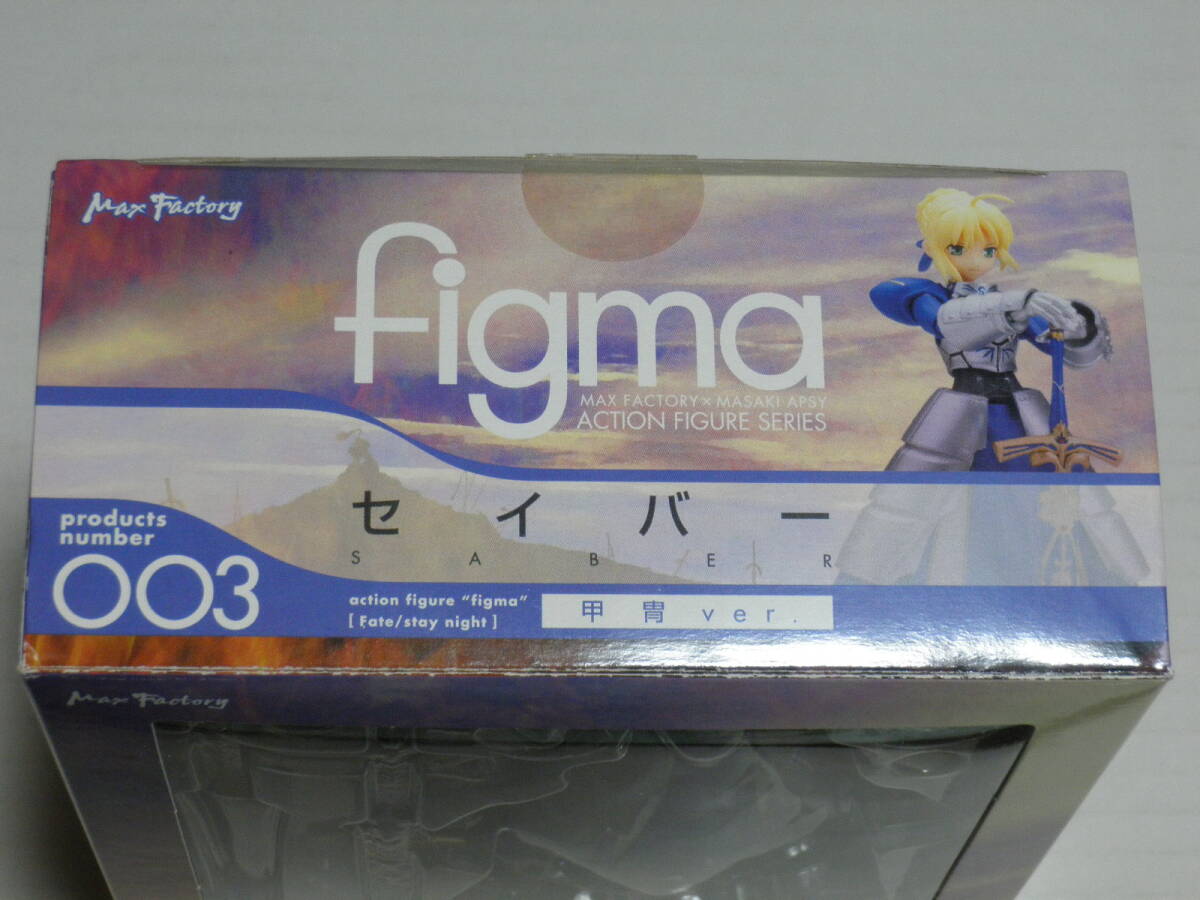 Max Factory
figma
MAX FACTORY×MASAKI APSY
ACTION FIGURE SERIES
セイバー
SABER
products
number
003
action figure "figma"
[Fate/stay night]
甲冑 ver.
Max Factory